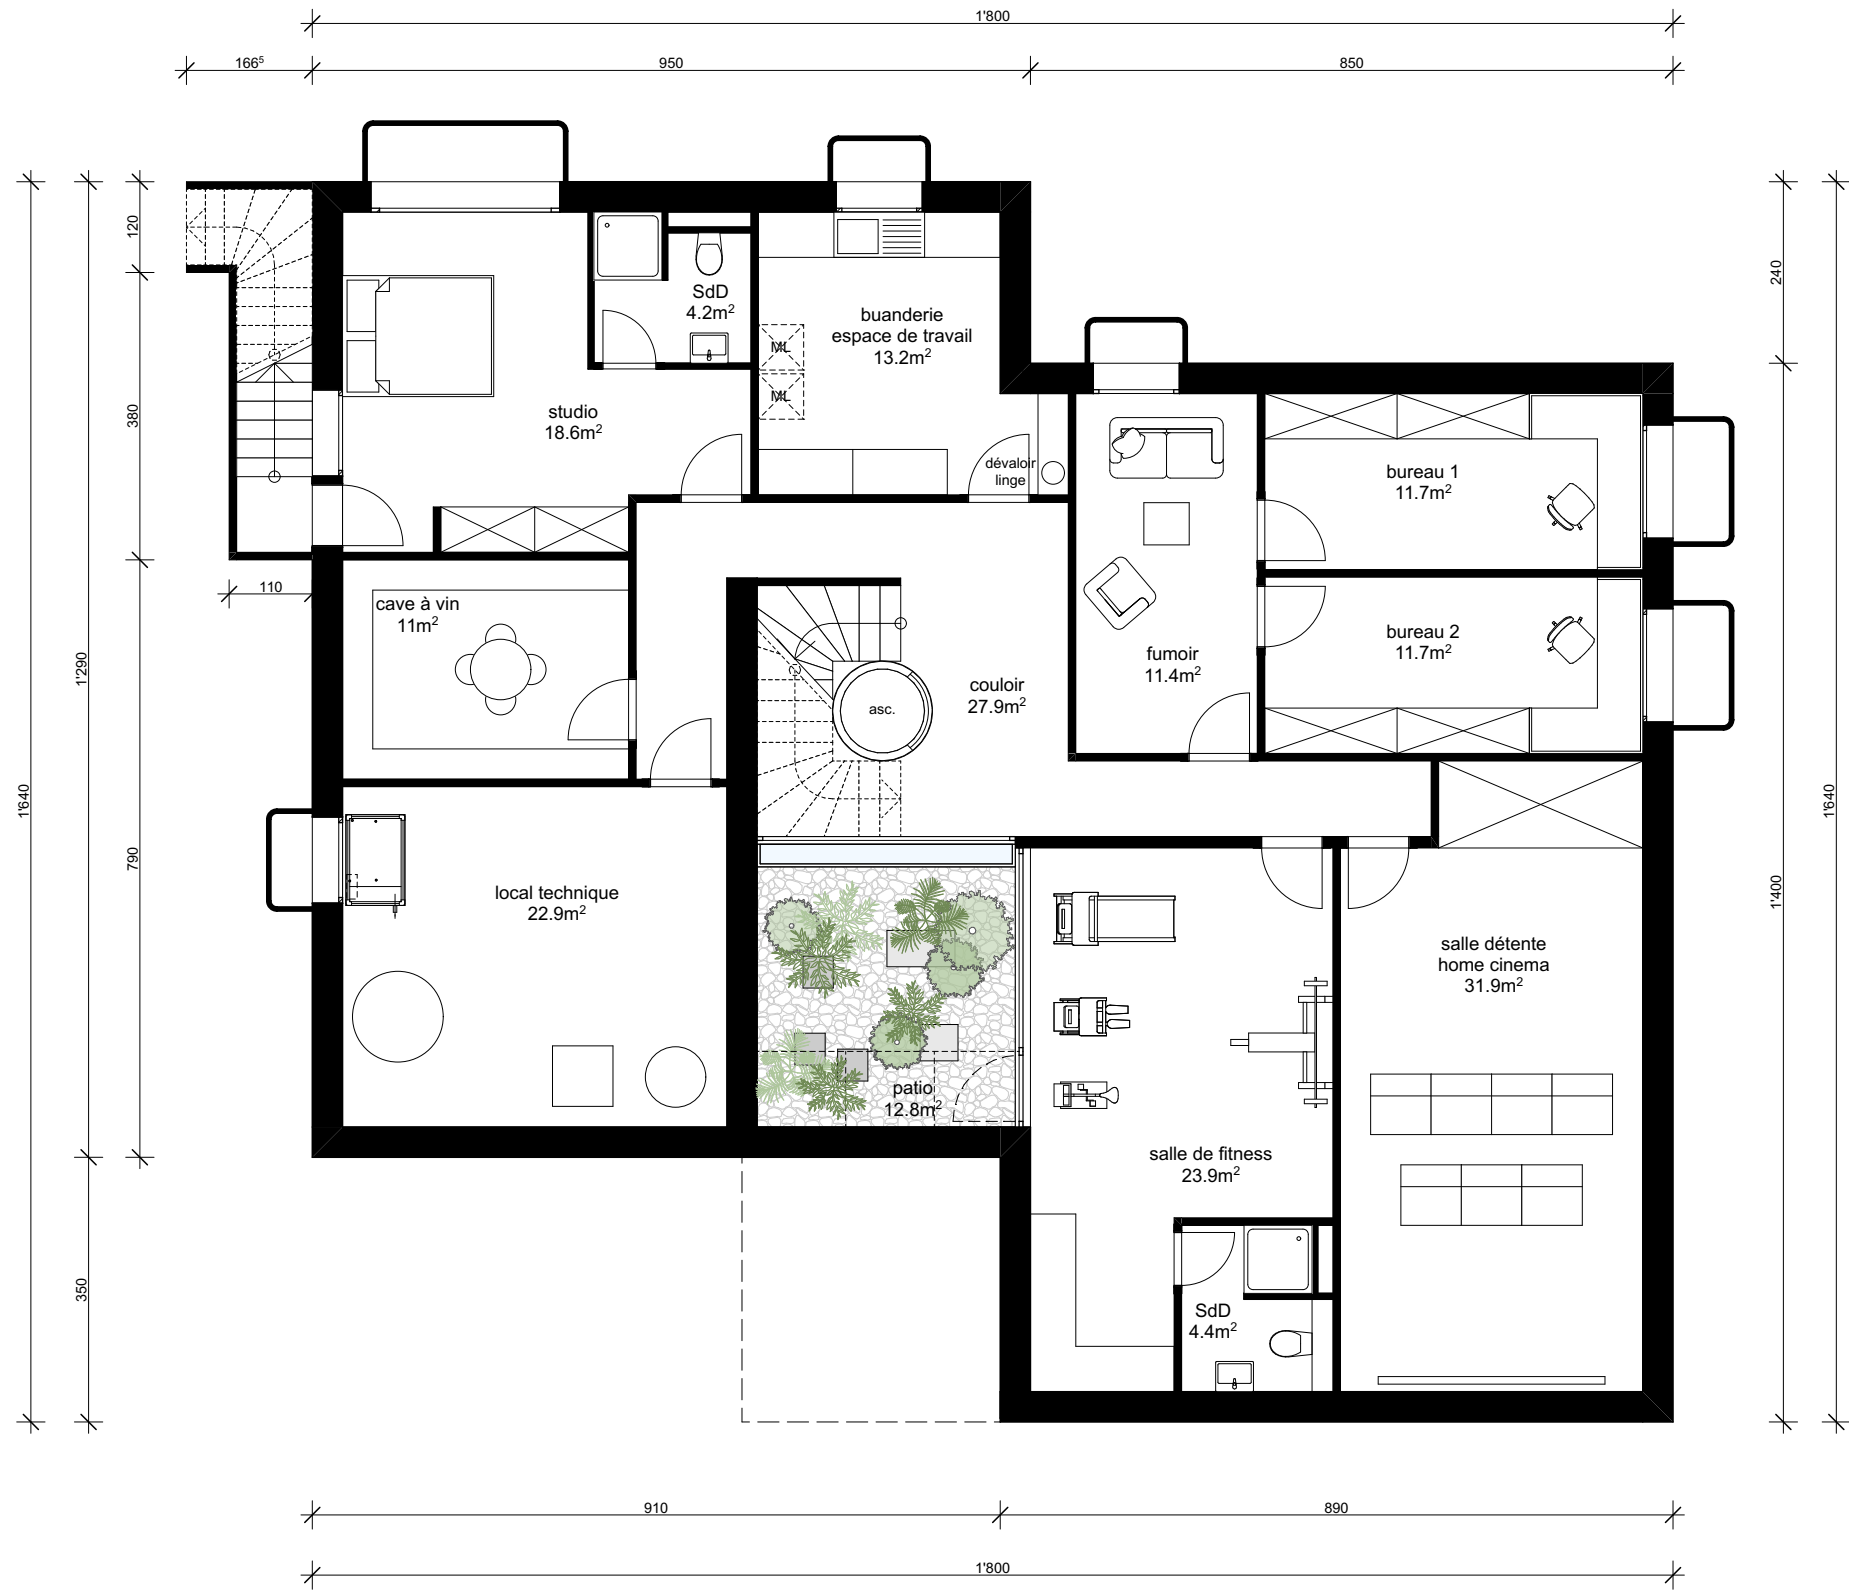 1'800
166⁵
950
850
120
380
790
1'290
350
1'640
110
240
1'400
1'640
SdD
4.2m²
buanderie
espace de travail
13.2m²
ML
ML
studio
18.6m²
dévaloir
linge
bureau 1
11.7m²
cave à vin
11m²
bureau 2
11.7m²
fumoir
11.4m²
couloir
27.9m²
asc.
local technique
22.9m²
salle détente
home cinema
31.9m²
patio
12.8m²
salle de fitness
23.9m²
SdD
4.4m²
910
890
1'800